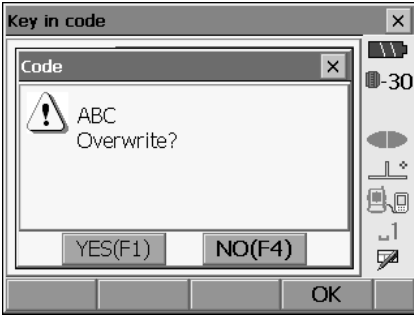 Key in code
Code
-30
ABC
Overwrite?
1
YES(F1) NO(F4)
OK